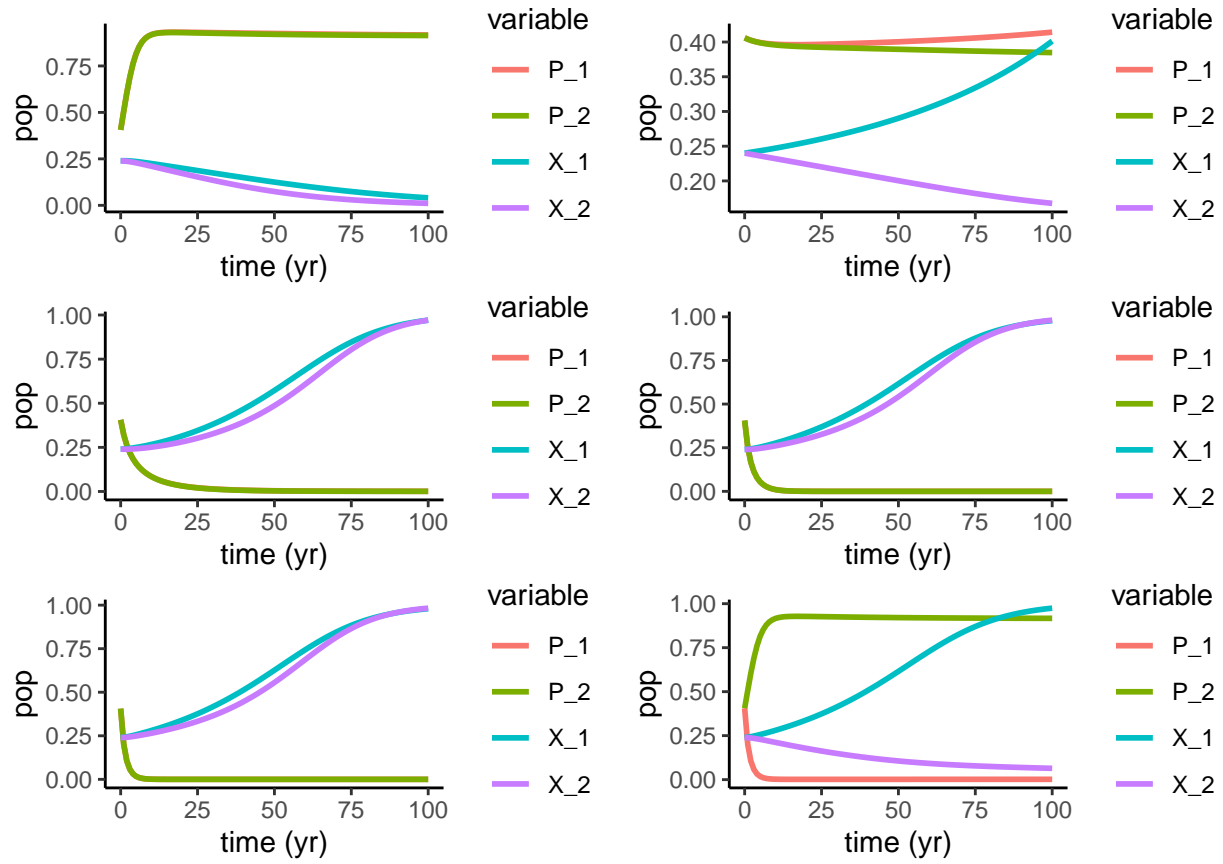 pop
0.75
0.50
0.25
0.00
0 25 50 75 100
time (yr)
variable
P_1
P_2
X_1
X_2
pop
0.40
0.35
0.30
0.25
0.20
0 25 50 75 100
time (yr)
variable
P_1
P_2
X_1
X_2
pop
1.00
0.75
0.50
0.25
0.00
0 25 50 75 100
time (yr)
variable
P_1
P_2
X_1
X_2
pop
1.00
0.75
0.50
0.25
0.00
0 25 50 75 100
time (yr)
variable
P_1
P_2
X_1
X_2
pop
1.00
0.75
0.50
0.25
0.00
0 25 50 75 100
time (yr)
variable
P_1
P_2
X_1
X_2
pop
1.00
0.75
0.50
0.25
0.00
0 25 50 75 100
time (yr)
variable
P_1
P_2
X_1
X_2